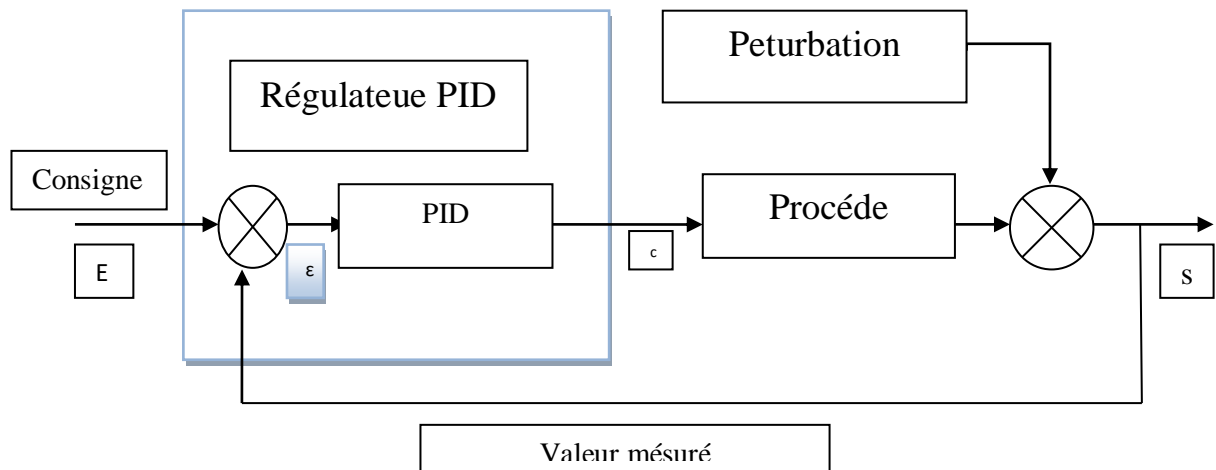 Peturbation
Régulateue PID
Consigne
PID
Procéde
E
ε
c
s
Valeur mésuré